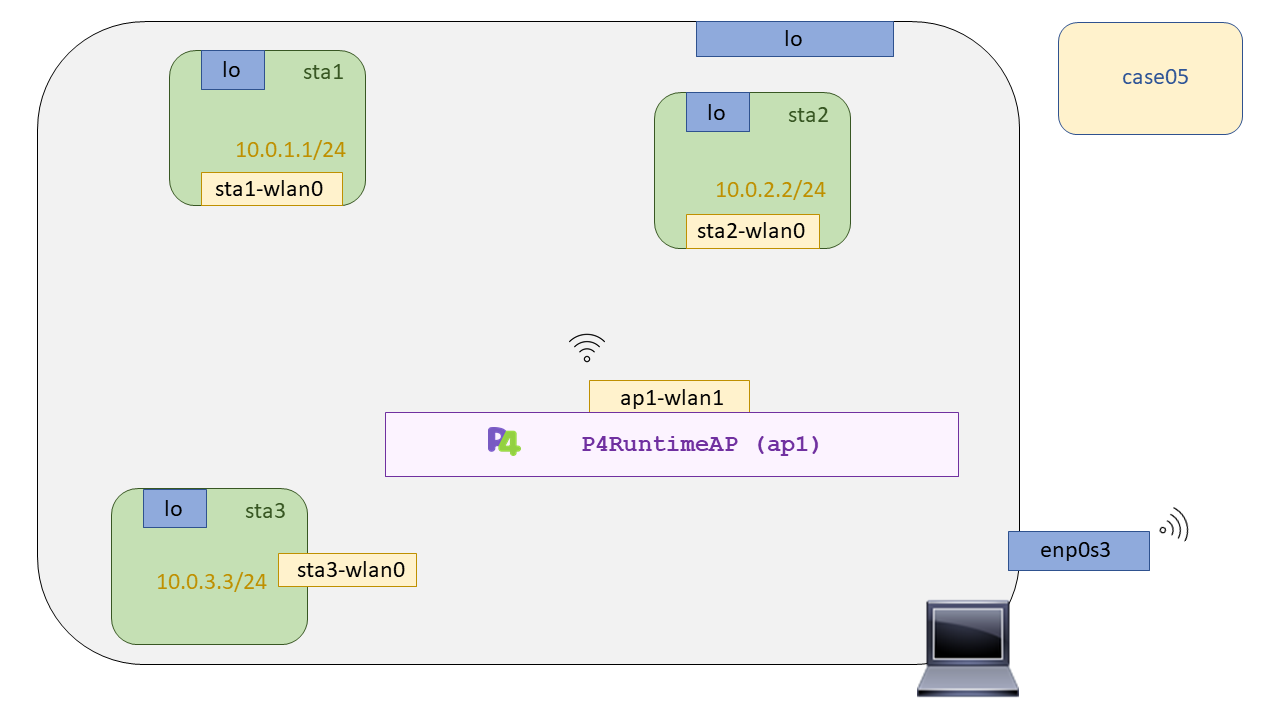 lo
case05
lo
sta1
lo
sta2
10.0.1.1/24
sta1-wlan0
10.0.2.2/24
sta2-wlan0
ap1-wlan1
P4
P4RuntimeAP (ap1)
lo
sta3
10.0.3.3/24
sta3-wlan0
enp0s3